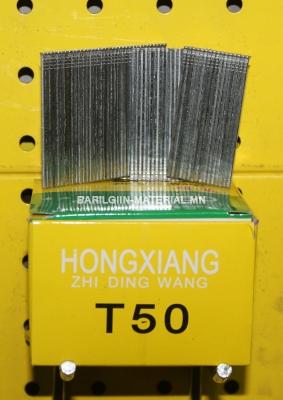 BARILGIIN-MATERIAL.MN
HONGXIANG
ZHI DING WANG
T50